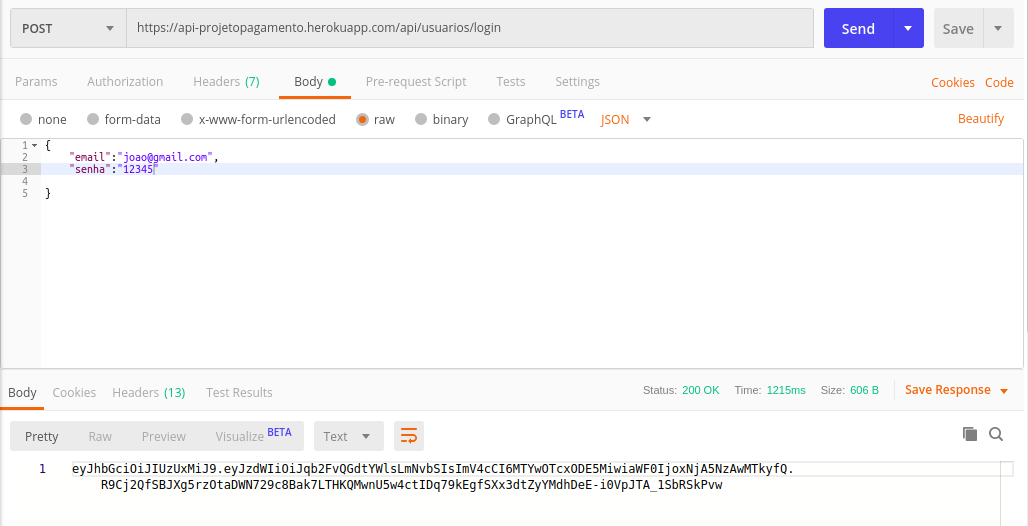 POST https://api-projetopagamento.herokuapp.com/api/usuarios/login Send Save
Params Authorization Headers (7) Body Pre-request Script Tests Settings Cookies Code
none form-data x-www-form-urlencoded raw binary GraphQL BETA JSON Beautify
1 {
2 "email":"joao@gmail.com",
3 "senha":"12345"
4
5 }
Body Cookies Headers (13) Test Results Status: 200 OK Time: 1215ms Size: 606 B Save Response
Pretty Raw Preview Visualize BETA Text
1 eyJhbGciOiJIUzUxMiJ9.eyJzdWIiOiJqb2FvQGdtYWlsLmNvbSIsImV4cCI6MTYwOTcxODE5MiwiaWF0IjoxNjA5NzAwMTkyfQ.
R9Cj2QfSBJXg5rzOtaDWN729c8Bak7LTHKQMwnU5w4ctIDq79kEgfSXx3dtZyYMdhDeE-i0VpJTA_1SbRSkPvw